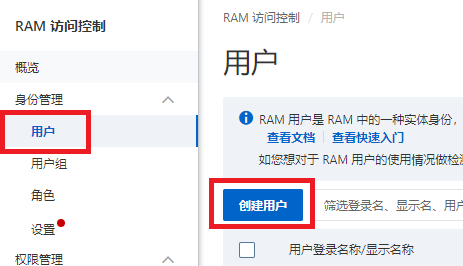 RAM 访问控制
概览
身份管理
用户
用户组
角色
设置
权限管理
RAM 访问控制 / 用户
用户
RAM 用户是 RAM 中的一种实体身份，
查看文档 | 查看快速入门
如您想对于 RAM 用户的使用情况做检
创建用户 筛选登录名、显示名、用户
用户登录名称/显示名称